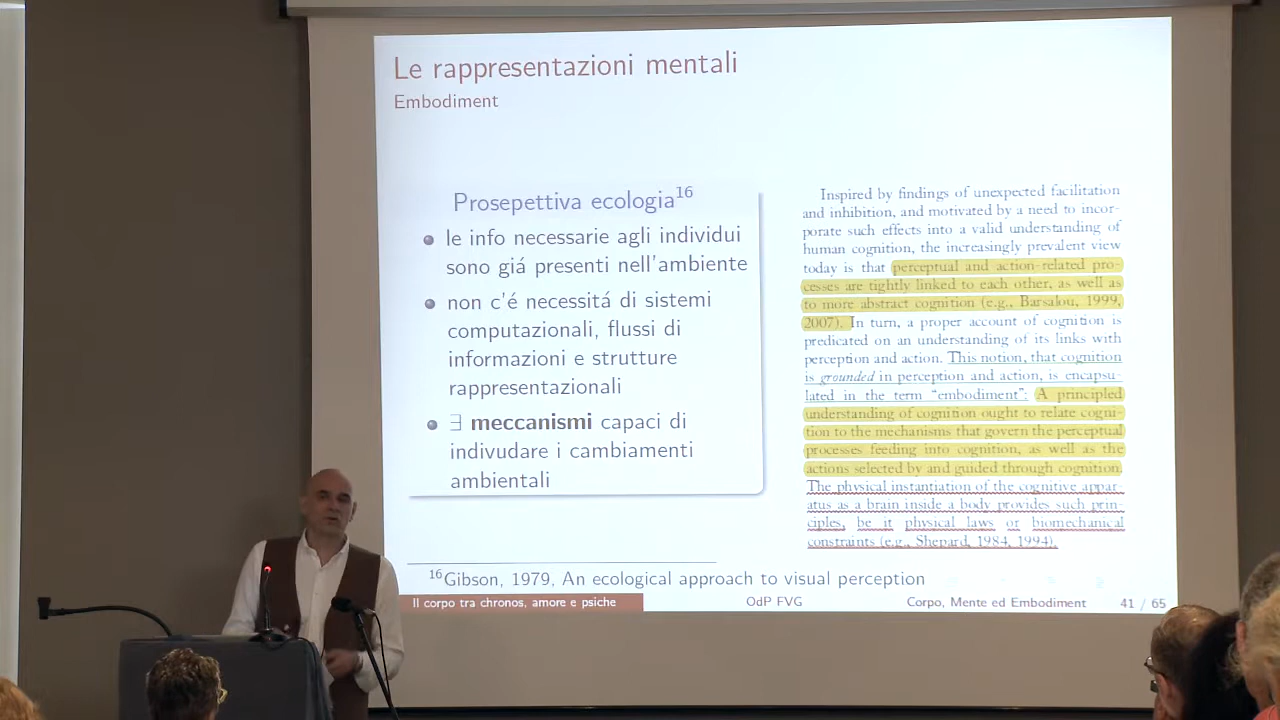 Le rappresentazioni mentali
Embodiment
Prosepettiva ecologia16
le info necessarie agli individui
sono giá presenti nell'ambiente
non c'é necessitá di sistemi
computazionali, flussi di
informazioni e strutture
rappresentazionali
∃ meccanismi capaci di
indivudare i cambiamenti
ambientali
Inspired by findings of unexpected facilitation
and inhibition, and motivated by a need to incor-
porate such effects into a valid understanding of
human cognition, the increasingly prevalent view
today is that perceptual and action-related pro-
cesses are tightly linked to each other, as well as
to more abstract cognition (e.g., Barsalou, 1999,
2007). In turn, a proper account of cognition is
predicated on an understanding of its links with
perception and action. This notion, that cognition
is grounded in perception and action, is encapsu-
lated in the term "embodiment": A principled
understanding of cognition ought to relate cogni-
tion to the mechanisms that govern the perceptual
processes feeding into cognition, as well as the
actions selected by and guided through cognition.
The physical instantiation of the cognitive appar-
atus as a brain inside a body provides such prin-
ciples, be it physical laws or biomechanical
constraints (e.g., Shepard, 1984, 1994).
16Gibson, 1979, An ecological approach to visual perception
Il corpo tra chronos, amore e psiche
OdP FVG
Corpo, Mente ed Embodiment
41 / 65